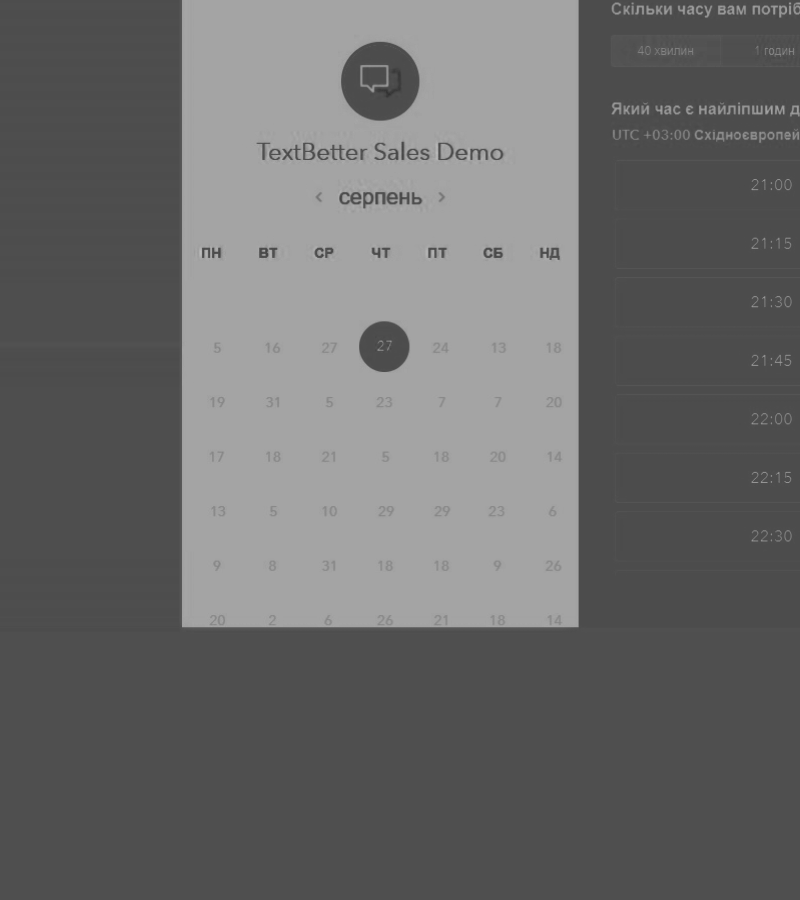 TextBetter Sales Demo
‹ серпень ›
ПН ВТ СР ЧТ ПТ СБ НД
5 16 27 27 24 13 18
19 31 5 23 7 7 20
17 18 21 5 18 20 14
13 5 10 29 29 23 6
9 8 31 18 18 9 26
20 2 6 26 21 18 14
Скільки часу вам потріб
40 хвилин 1 годин
Який час є найліпшим д
UTC +03:00 Східноєвропей
21:00
21:15
21:30
21:45
22:00
22:15
22:30